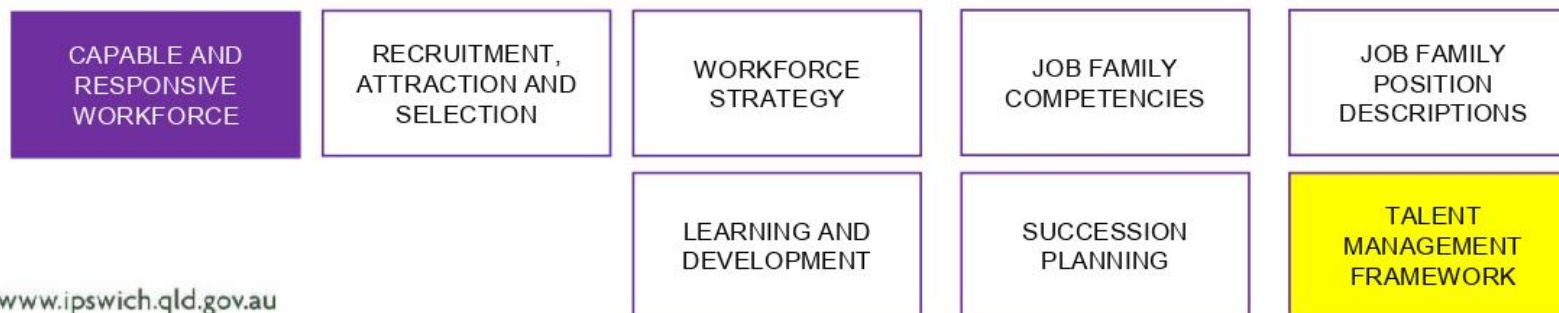 CAPABLE AND
RESPONSIVE
WORKFORCE
RECRUITMENT,
ATTRACTION AND
SELECTION
WORKFORCE
STRATEGY
JOB FAMILY
COMPETENCIES
JOB FAMILY
POSITION
DESCRIPTIONS
LEARNING AND
DEVELOPMENT
SUCCESSION
PLANNING
TALENT
MANAGEMENT
FRAMEWORK
www.ipswich.qld.gov.au